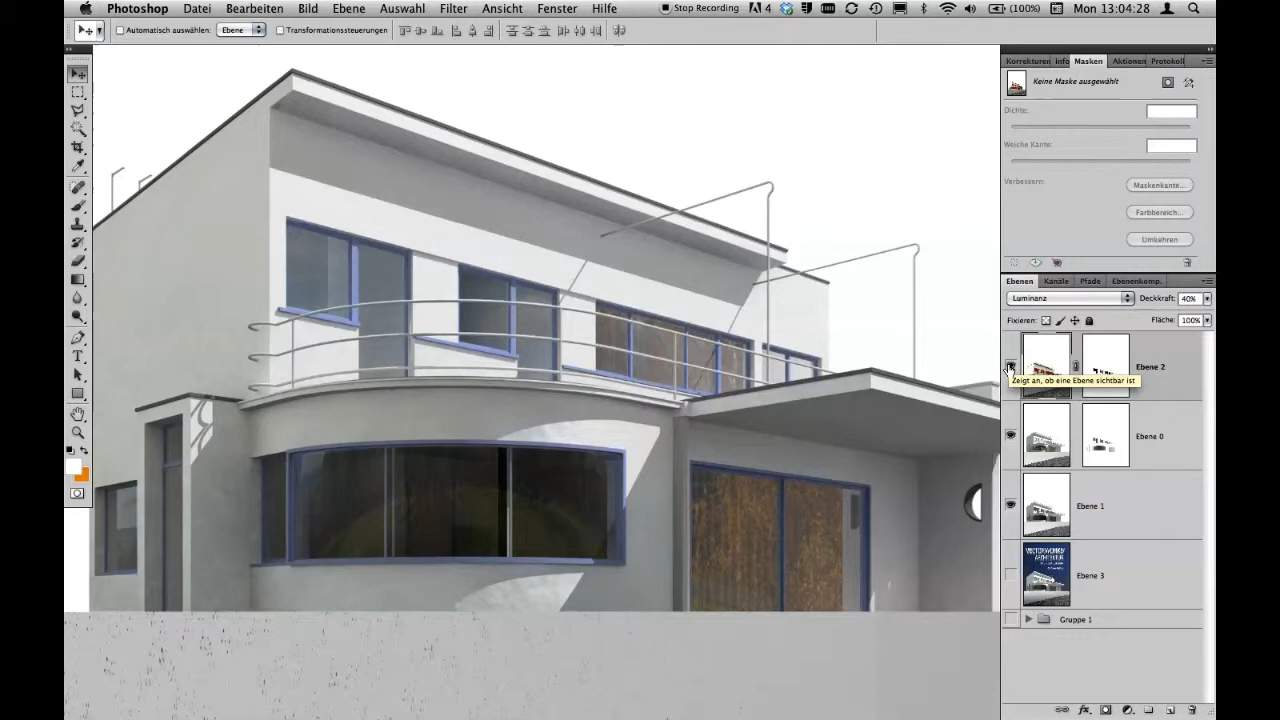 Photoshop Datei Bearbeiten Bild Ebene Auswahl Filter Ansicht Fenster Hilfe Stop Recording 4 (100%) Mon 13:04:28
Automatisch auswählen: Ebene Transformationssteuerungen
Korrekturen Info Masken Aktionen Protokoll
Keine Maske ausgewählt
Dichte:
Weiche Kante:
Verbessern: Maskenkante...
Farbbereich...
Umkehren
Ebenen Kanäle Pfade Ebenenkomp.
Luminanz Deckkraft: 40%
Fixieren: Fläche: 100%
Ebene 2
Zeigt an, ob eine Ebene sichtbar ist
Ebene 0
Ebene 1
VECTORWORKS
ARCHITEKTUR
Ebene 3
Gruppe 1